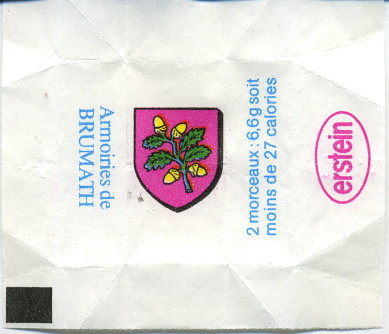 Armoiries de
BRUMATH
2 morceaux : 6,6g soit
moins de 27 calories
erstein